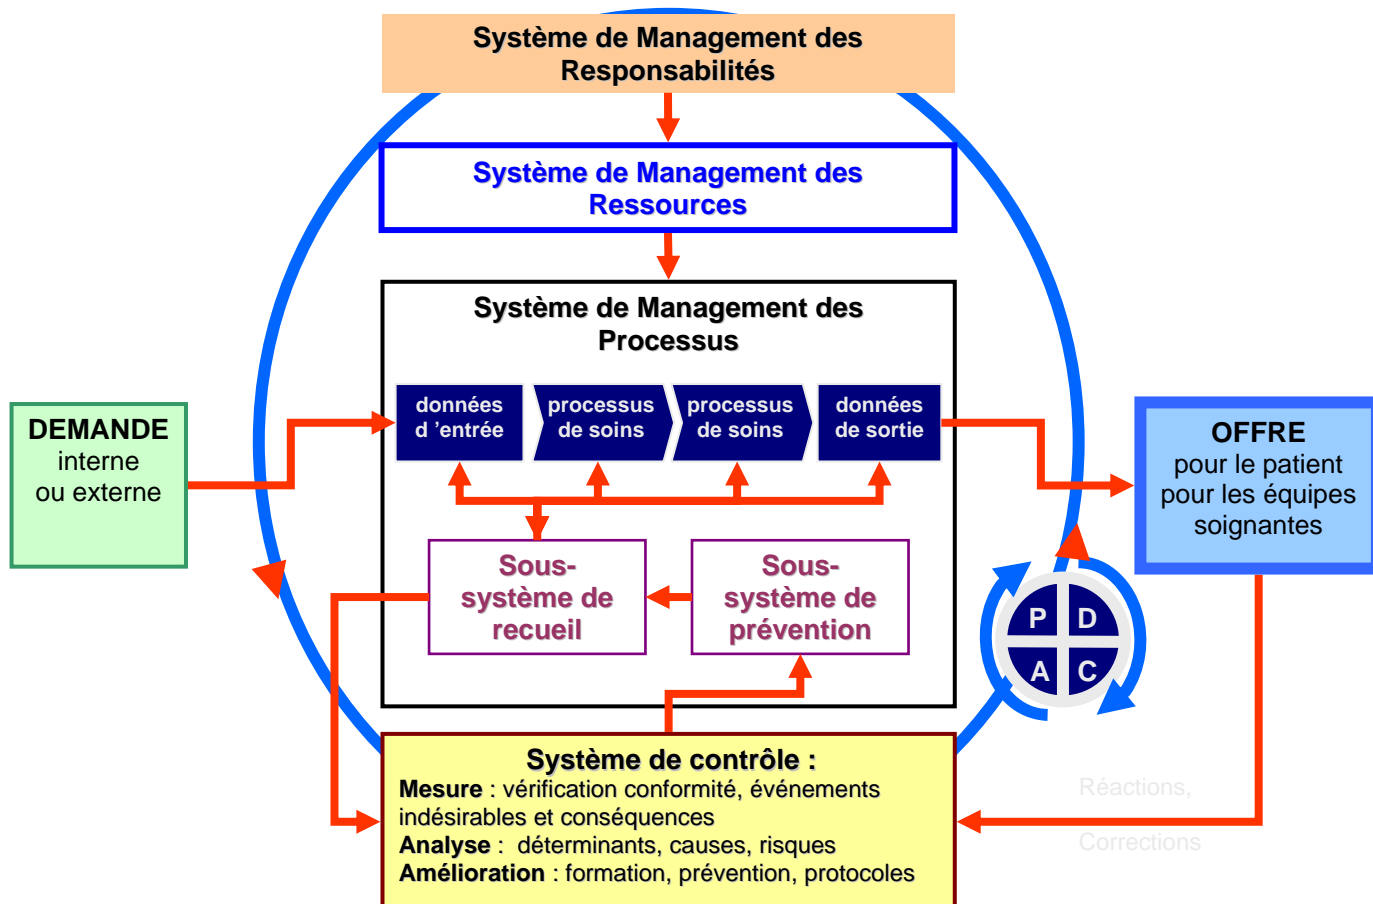 Système de Management des
Responsabilités
Système de Management des
Ressources
Système de Management des
Processus
données
d ’entrée
processus
de soins
processus
de soins
données
de sortie
DEMANDE
interne
ou externe
OFFRE
pour le patient
pour les équipes
soignantes
Sous-
système de
recueil
Sous-
système de
prévention
P D
A C
Système de contrôle :
Mesure : vérification conformité, événements
indésirables et conséquences
Analyse : déterminants, causes, risques
Amélioration : formation, prévention, protocoles
Réactions,
Corrections